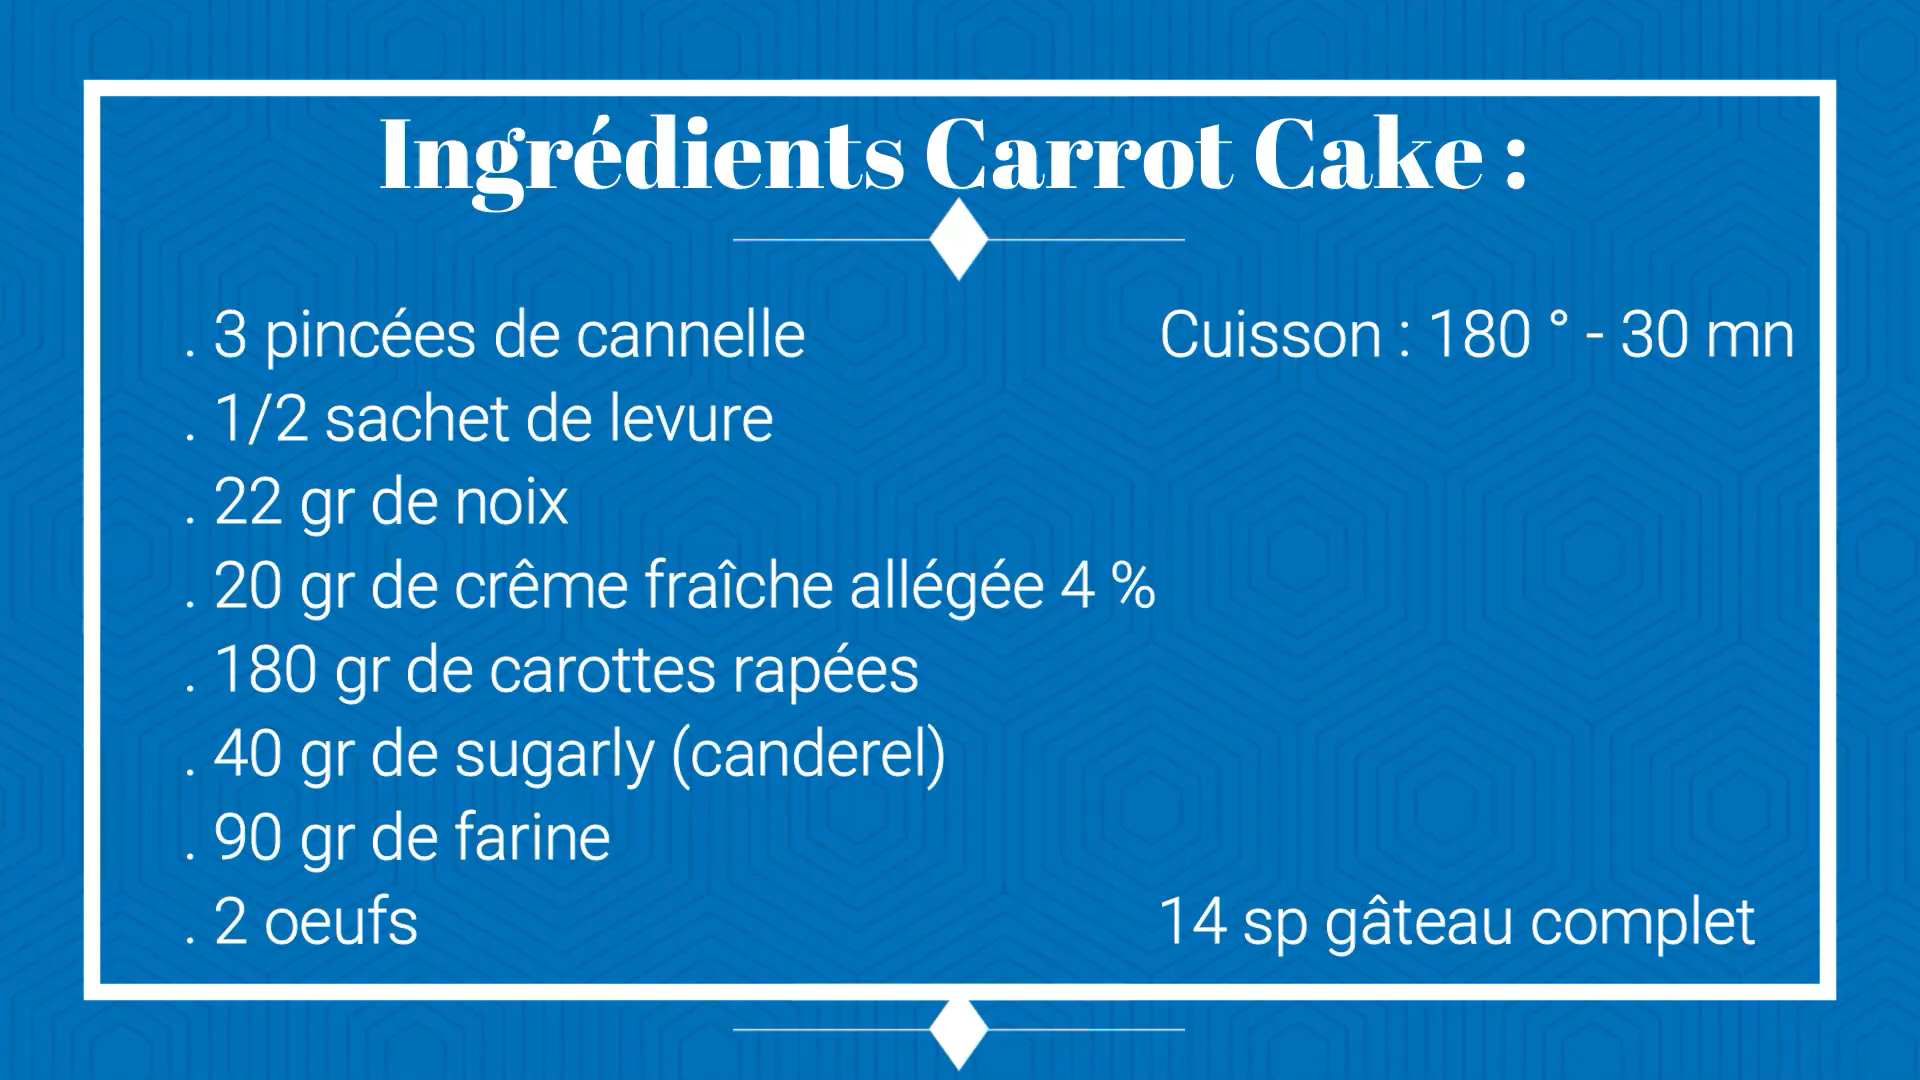 Ingrédients Carrot Cake :
. 3 pincées de cannelle
Cuisson : 180 ° - 30 mn
. 1/2 sachet de levure
. 22 gr de noix
. 20 gr de crême fraîche allégée 4 %
. 180 gr de carottes rapées
. 40 gr de sugarly (canderel)
. 90 gr de farine
. 2 oeufs
14 sp gâteau complet